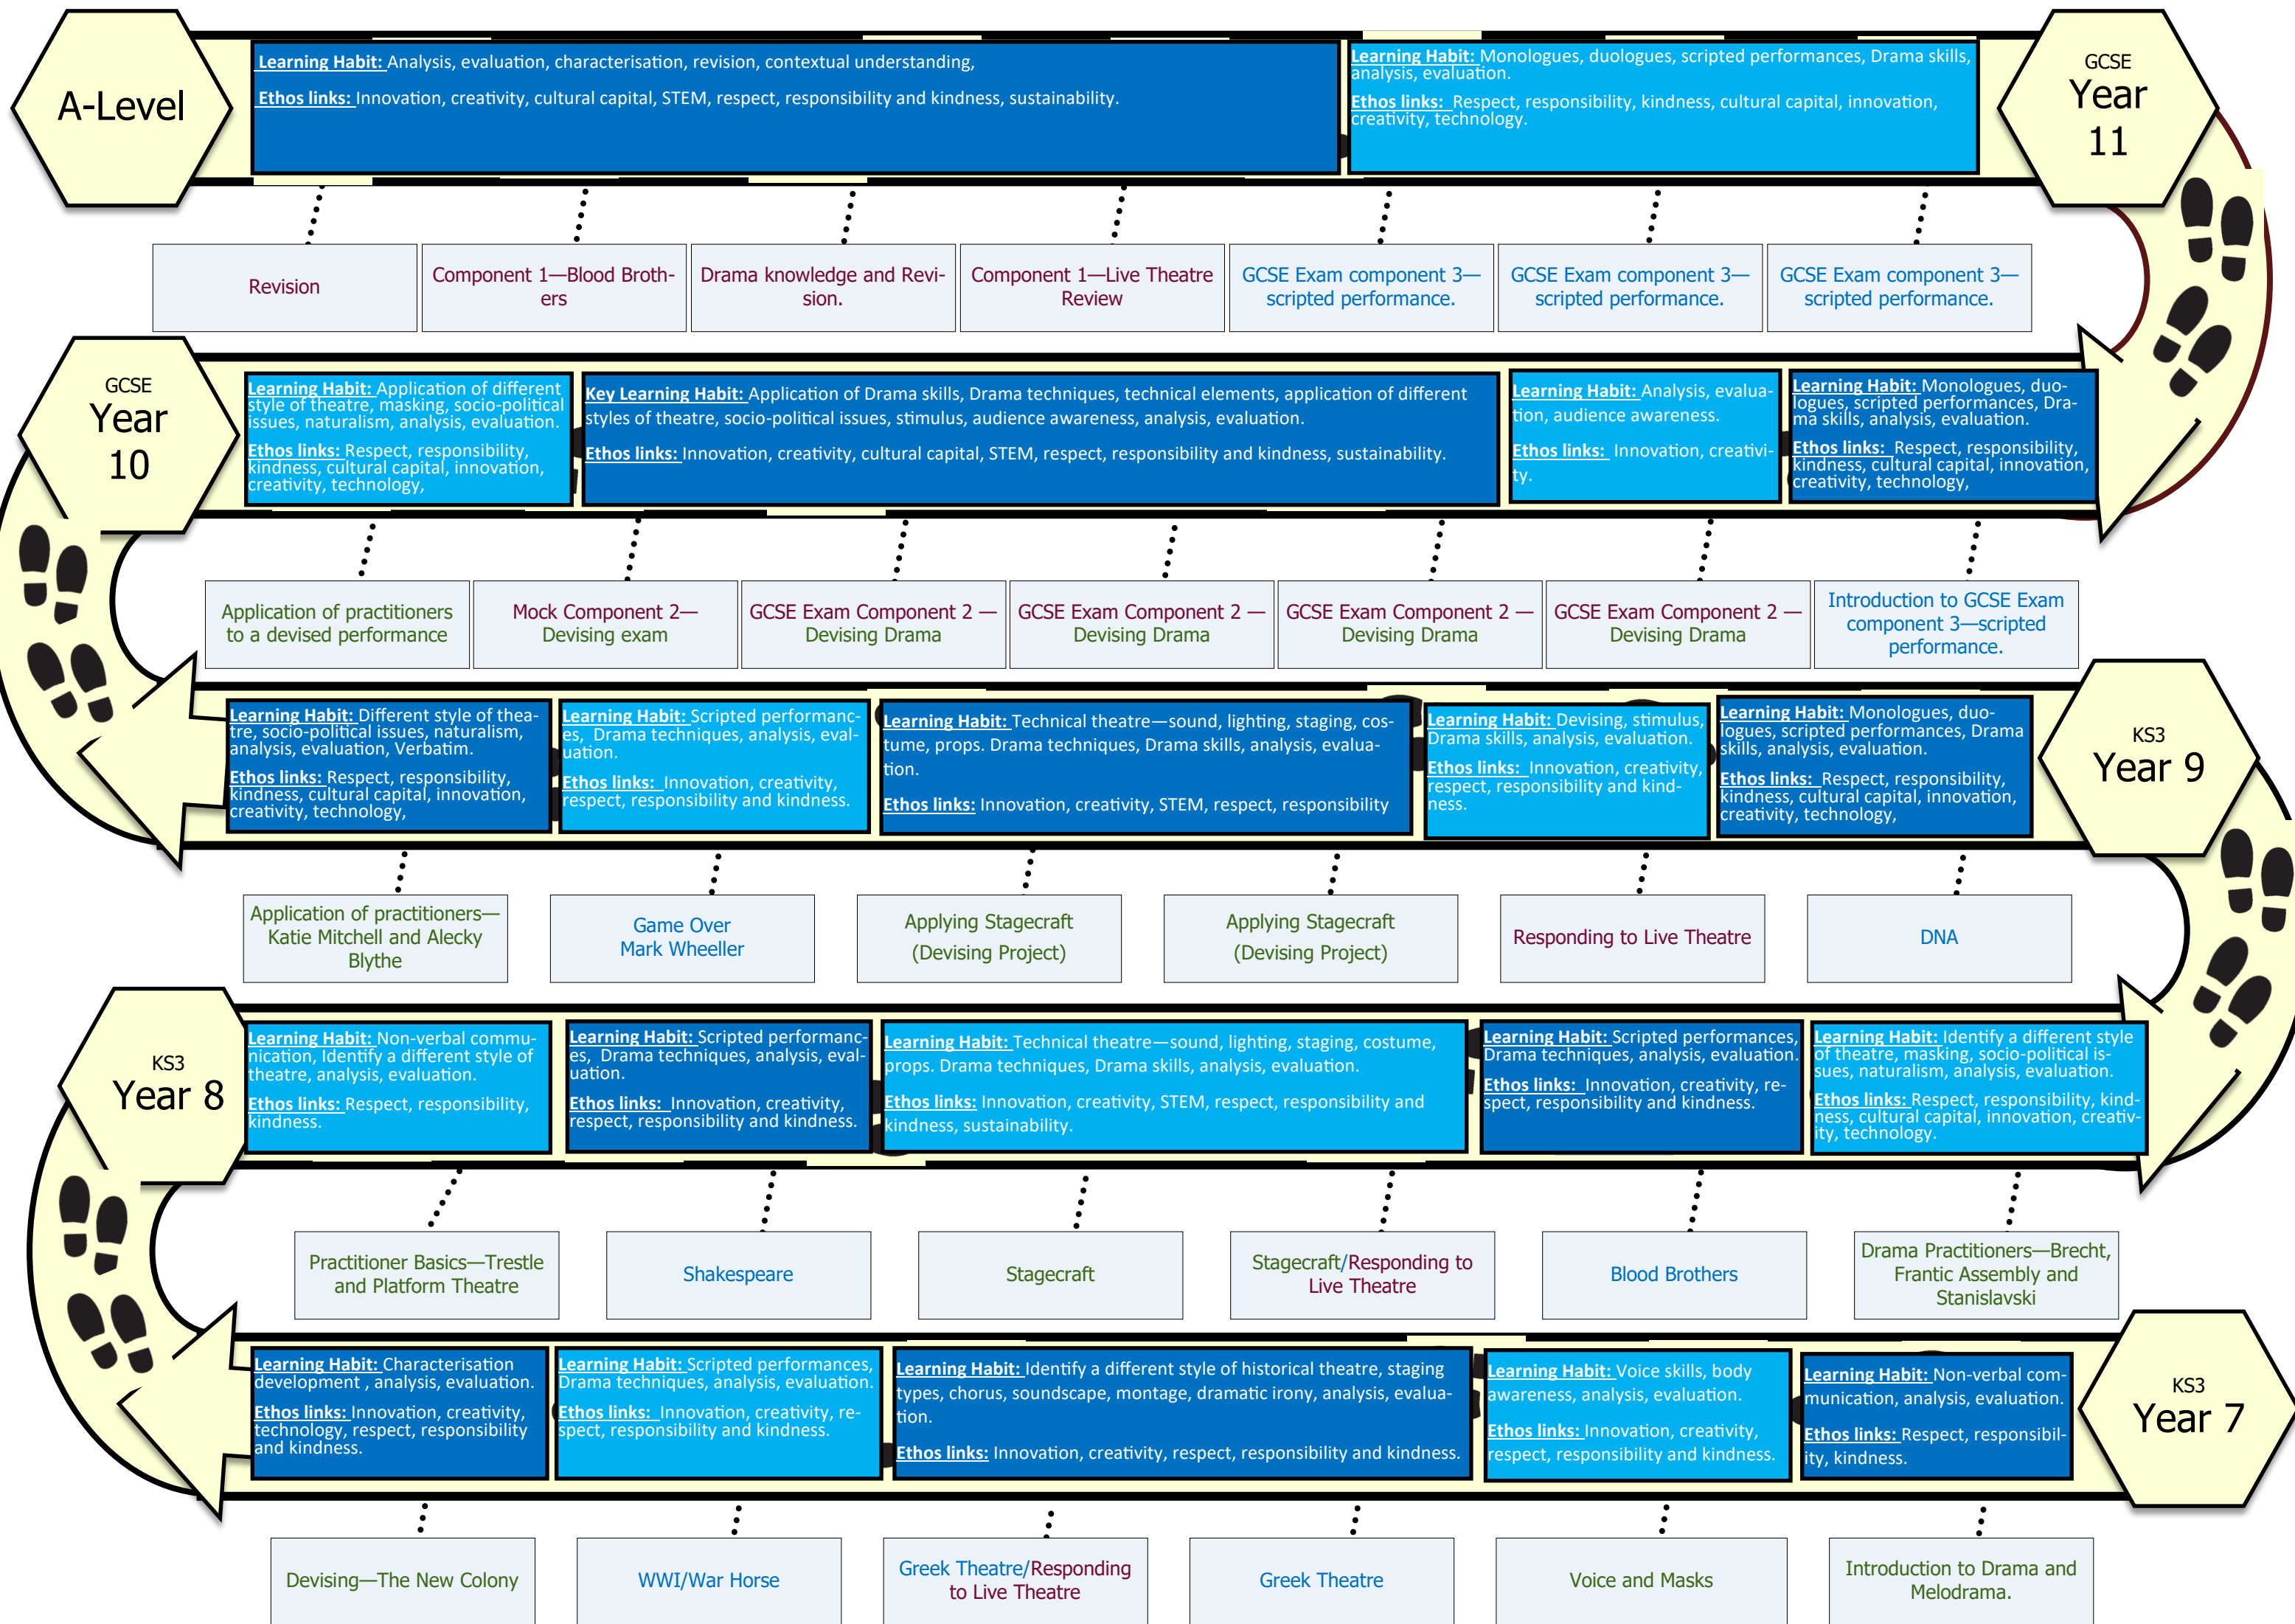 A-Level
Learning Habit: Analysis, evaluation, characterisation, revision, contextual understanding,
Ethos links: Innovation, creativity, cultural capital, STEM, respect, responsibility and kindness, sustainability.
Learning Habit: Monologues, duologues, scripted performances, Drama skills,
analysis, evaluation.
Ethos links: Respect, responsibility, kindness, cultural capital, innovation,
creativity, technology.
GCSE
Year
11
Revision
Component 1—Blood Broth-
ers
Drama knowledge and Revi-
sion.
Component 1—Live Theatre
Review
GCSE Exam component 3—
scripted performance.
GCSE Exam component 3—
scripted performance.
GCSE Exam component 3—
scripted performance.
GCSE
Year
10
Learning Habit: Application of different
style of theatre, masking, socio-political
issues, naturalism, analysis, evaluation.
Ethos links: Respect, responsibility,
kindness, cultural capital, innovation,
creativity, technology,
Key Learning Habit: Application of Drama skills, Drama techniques, technical elements, application of different
styles of theatre, socio-political issues, stimulus, audience awareness, analysis, evaluation.
Ethos links: Innovation, creativity, cultural capital, STEM, respect, responsibility and kindness, sustainability.
Learning Habit: Analysis, evalua-
tion, audience awareness.
Ethos links: Innovation, creativi-
ty.
Learning Habit: Monologues, duo-
logues, scripted performances, Dra-
ma skills, analysis, evaluation.
Ethos links: Respect, responsibility,
kindness, cultural capital, innovation,
creativity, technology,
Application of practitioners
to a devised performance
Mock Component 2—
Devising exam
GCSE Exam Component 2 —
Devising Drama
GCSE Exam Component 2 —
Devising Drama
GCSE Exam Component 2 —
Devising Drama
GCSE Exam Component 2 —
Devising Drama
Introduction to GCSE Exam
component 3—scripted
performance.
Learning Habit: Different style of thea-
tre, socio-political issues, naturalism,
analysis, evaluation, Verbatim.
Ethos links: Respect, responsibility,
kindness, cultural capital, innovation,
creativity, technology,
Learning Habit: Scripted performanc-
es, Drama techniques, analysis, eval-
uation.
Ethos links: Innovation, creativity,
respect, responsibility and kindness.
Learning Habit: Technical theatre—sound, lighting, staging, cos-
tume, props. Drama techniques, Drama skills, analysis, evalua-
tion.
Ethos links: Innovation, creativity, STEM, respect, responsibility
Learning Habit: Devising, stimulus,
Drama skills, analysis, evaluation.
Ethos links: Innovation, creativity,
respect, responsibility and kind-
ness.
Learning Habit: Monologues, duo-
logues, scripted performances, Drama
skills, analysis, evaluation.
Ethos links: Respect, responsibility,
kindness, cultural capital, innovation,
creativity, technology,
KS3
Year 9
Application of practitioners—
Katie Mitchell and Alecky
Blythe
Game Over
Mark Wheeller
Applying Stagecraft
(Devising Project)
Applying Stagecraft
(Devising Project)
Responding to Live Theatre
DNA
KS3
Year 8
Learning Habit: Non-verbal commu-
nication, Identify a different style of
theatre, analysis, evaluation.
Ethos links: Respect, responsibility,
kindness.
Learning Habit: Scripted performanc-
es, Drama techniques, analysis, eval-
uation.
Ethos links: Innovation, creativity,
respect, responsibility and kindness.
Learning Habit: Technical theatre—sound, lighting, staging, costume,
props. Drama techniques, Drama skills, analysis, evaluation.
Ethos links: Innovation, creativity, STEM, respect, responsibility and
kindness, sustainability.
Learning Habit: Scripted performances,
Drama techniques, analysis, evaluation.
Ethos links: Innovation, creativity, re-
spect, responsibility and kindness.
Learning Habit: Identify a different style
of theatre, masking, socio-political is-
sues, naturalism, analysis, evaluation.
Ethos links: Respect, responsibility, kind-
ness, cultural capital, innovation, creativ-
ity, technology.
Practitioner Basics—Trestle
and Platform Theatre
Shakespeare
Stagecraft
Stagecraft/Responding to
Live Theatre
Blood Brothers
Drama Practitioners—Brecht,
Frantic Assembly and
Stanislavski
Learning Habit: Characterisation
development , analysis, evaluation.
Ethos links: Innovation, creativity,
technology, respect, responsibility
and kindness.
Learning Habit: Scripted performances,
Drama techniques, analysis, evaluation.
Ethos links: Innovation, creativity, re-
spect, responsibility and kindness.
Learning Habit: Identify a different style of historical theatre, staging
types, chorus, soundscape, montage, dramatic irony, analysis, evalua-
tion.
Ethos links: Innovation, creativity, respect, responsibility and kindness.
Learning Habit: Voice skills, body
awareness, analysis, evaluation.
Ethos links: Innovation, creativity,
respect, responsibility and kindness.
Learning Habit: Non-verbal com-
munication, analysis, evaluation.
Ethos links: Respect, responsibil-
ity, kindness.
KS3
Year 7
Devising—The New Colony
WWI/War Horse
Greek Theatre/Responding
to Live Theatre
Greek Theatre
Voice and Masks
Introduction to Drama and
Melodrama.